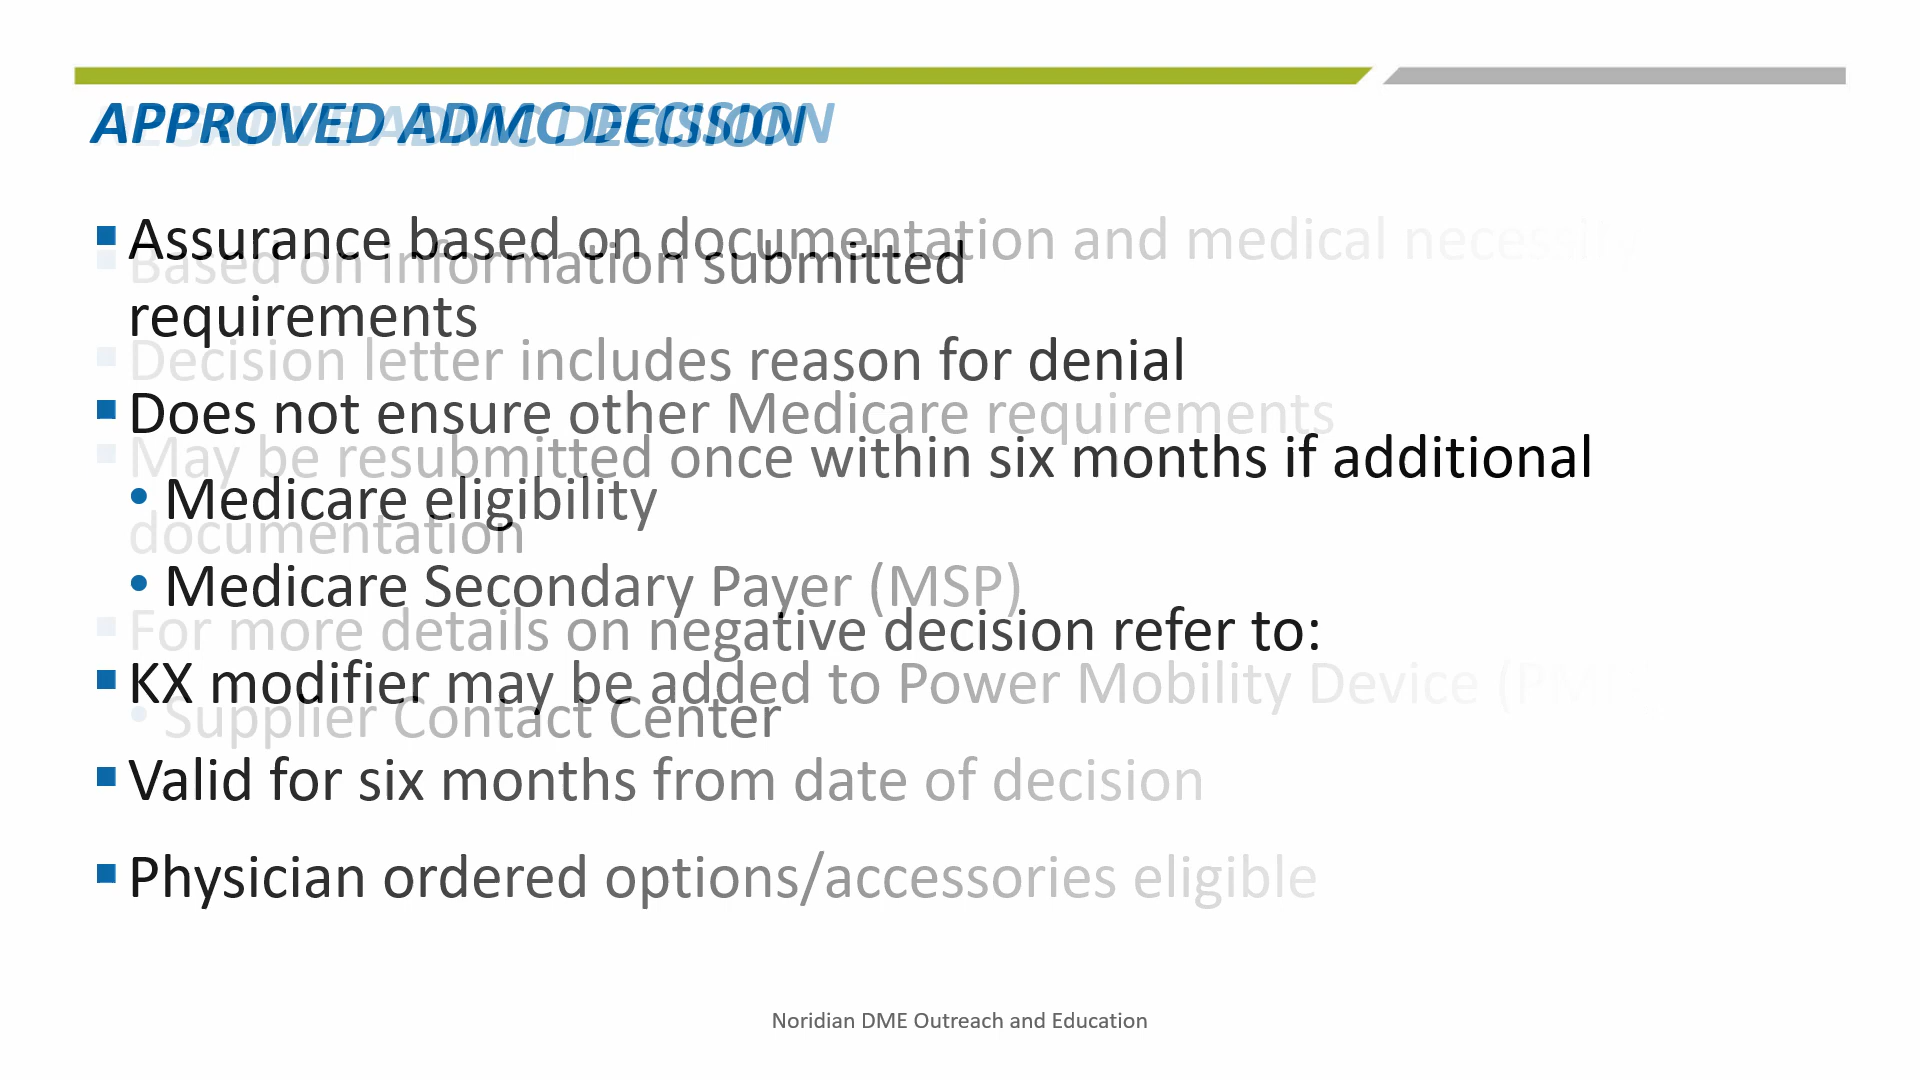 APPROVED ADMC DECISION
Assurance based on documentation and medical
requirements
Does not ensure other Medicare requirements
Medicare eligibility
Medicare Secondary Payer (MSP)
KX modifier may be added to Power Mobility Device
Valid for six months from date of decision
Physician ordered options/accessories eligible
NEGATIVE ADMC DECISION
Based on information submitted
Decision letter includes reason for denial
May be resubmitted once within six months if additional
documentation
For more details on negative decision refer to:
Supplier Contact Center
Noridian DME Outreach and Education